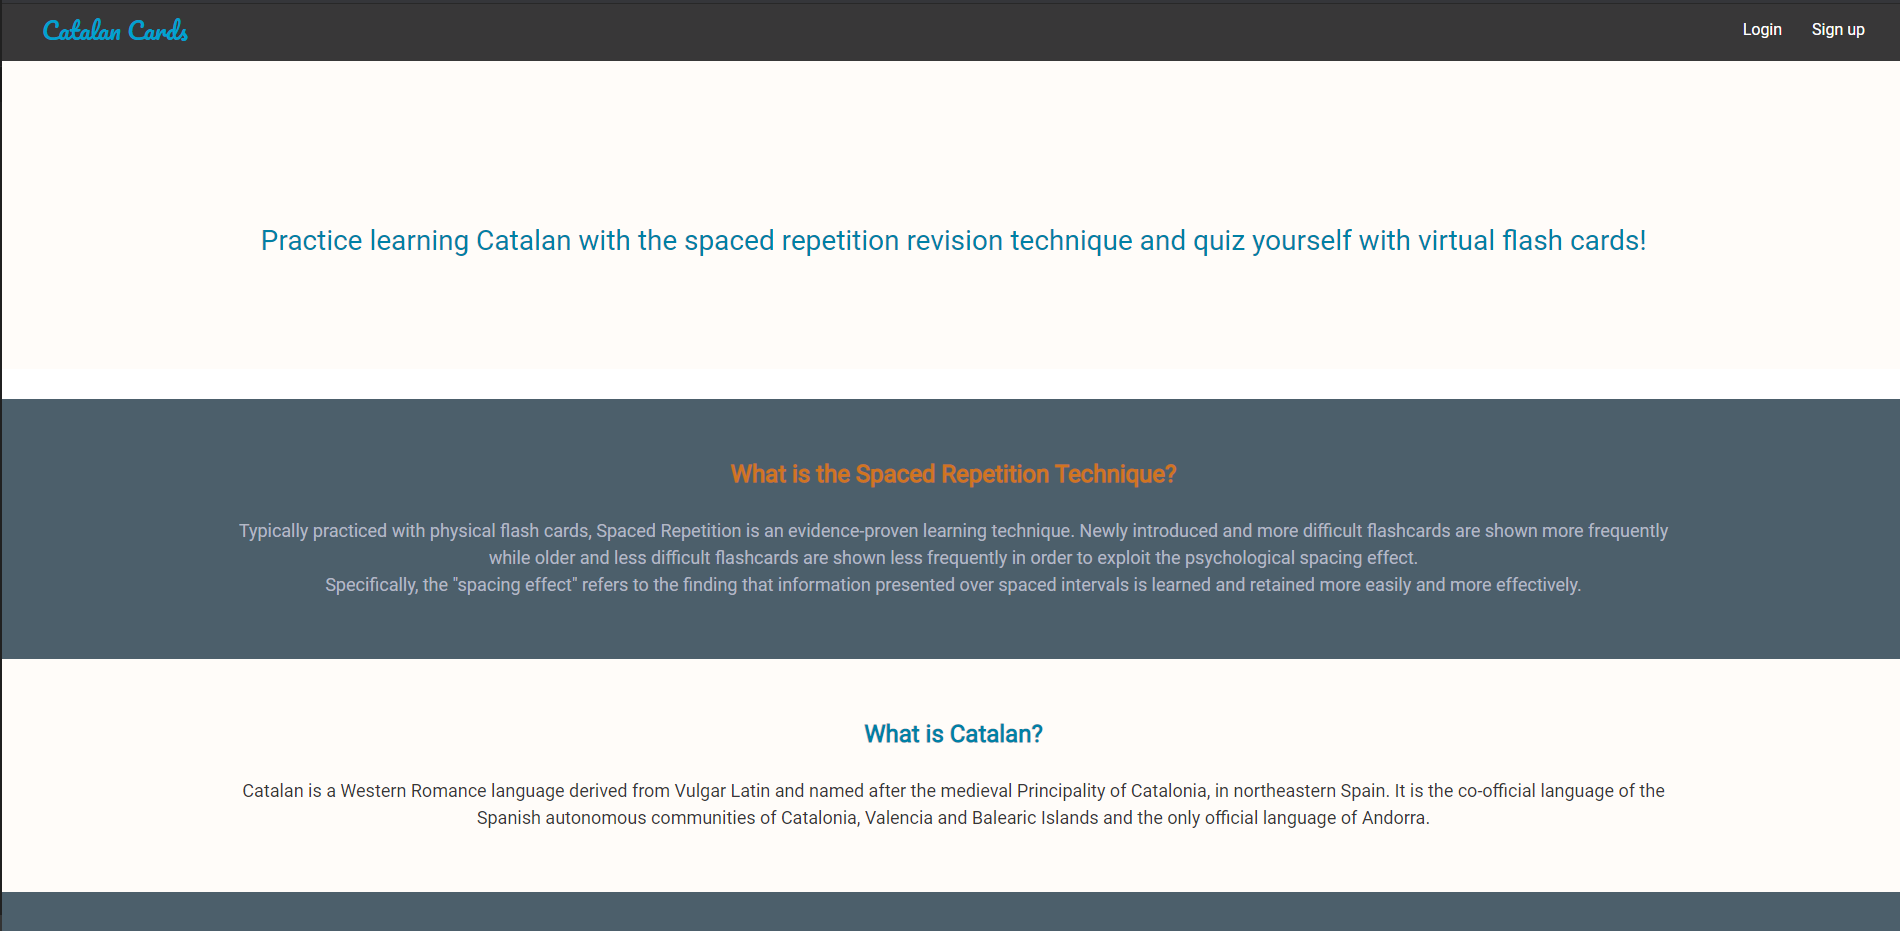 Catalan Cards
Login
Sign up
Practice learning Catalan with the spaced repetition revision technique and quiz yourself with virtual flash cards!
What is the Spaced Repetition Technique?
Typically practiced with physical flash cards, Spaced Repetition is an evidence-proven learning technique. Newly introduced and more difficult flashcards are shown more frequently
while older and less difficult flashcards are shown less frequently in order to exploit the psychological spacing effect.
Specifically, the "spacing effect" refers to the finding that information presented over spaced intervals is learned and retained more easily and more effectively.
What is Catalan?
Catalan is a Western Romance language derived from Vulgar Latin and named after the medieval Principality of Catalonia, in northeastern Spain. It is the co-official language of the
Spanish autonomous communities of Catalonia, Valencia and Balearic Islands and the only official language of Andorra.